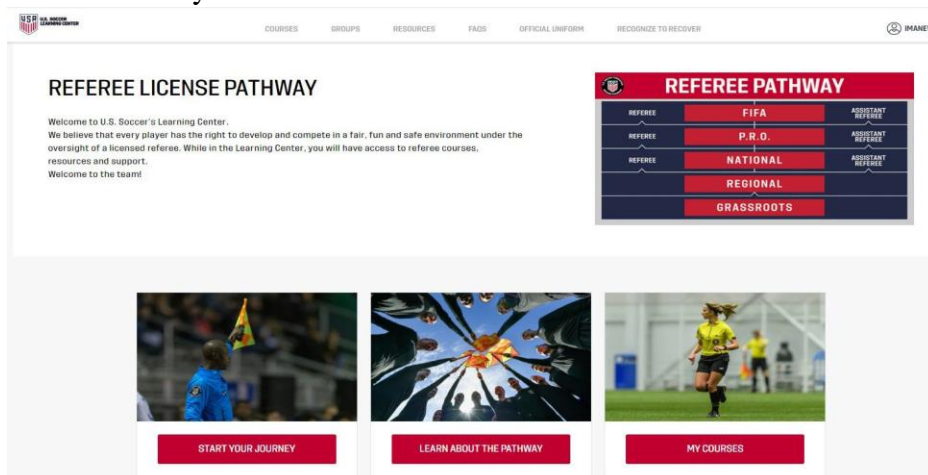 U.S. SOCCER
LEARNING CENTER
COURSES GROUPS RESOURCES FAQS OFFICIAL UNIFORM RECOGNIZE TO RECOVER
REFEREE LICENSE PATHWAY
Welcome to U.S. Soccer's Learning Center.
We believe that every player has the right to develop and compete in a fair, fun and safe environment under the
oversight of a licensed referee. While in the Learning Center, you will have access to referee courses,
resources and support.
Welcome to the team!
REFEREE PATHWAY
REFEREE FIFA ASSISTANT REFEREE
REFEREE P.R.O. ASSISTANT REFEREE
REFEREE NATIONAL ASSISTANT REFEREE
REGIONAL
GRASSROOTS
START YOUR JOURNEY
LEARN ABOUT THE PATHWAY
MY COURSES